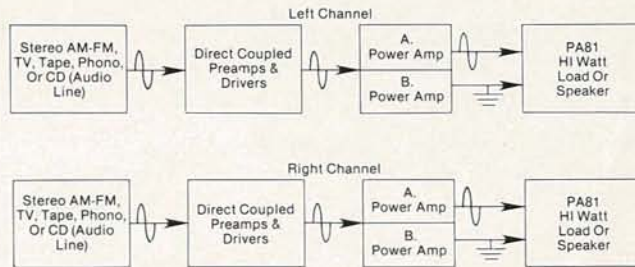 Left Channel
Stereo AM-FM,
TV, Tape, Phono,
Or CD (Audio
Line)
Direct Coupled
Preamps &
Drivers
A.
Power Amp
B.
Power Amp
PA81
HI Watt
Load Or
Speaker
Right Channel
Stereo AM-FM,
TV, Tape, Phono,
Or CD (Audio
Line)
Direct Coupled
Preamps &
Drivers
A.
Power Amp
B.
Power Amp
PA81
HI Watt
Load Or
Speaker